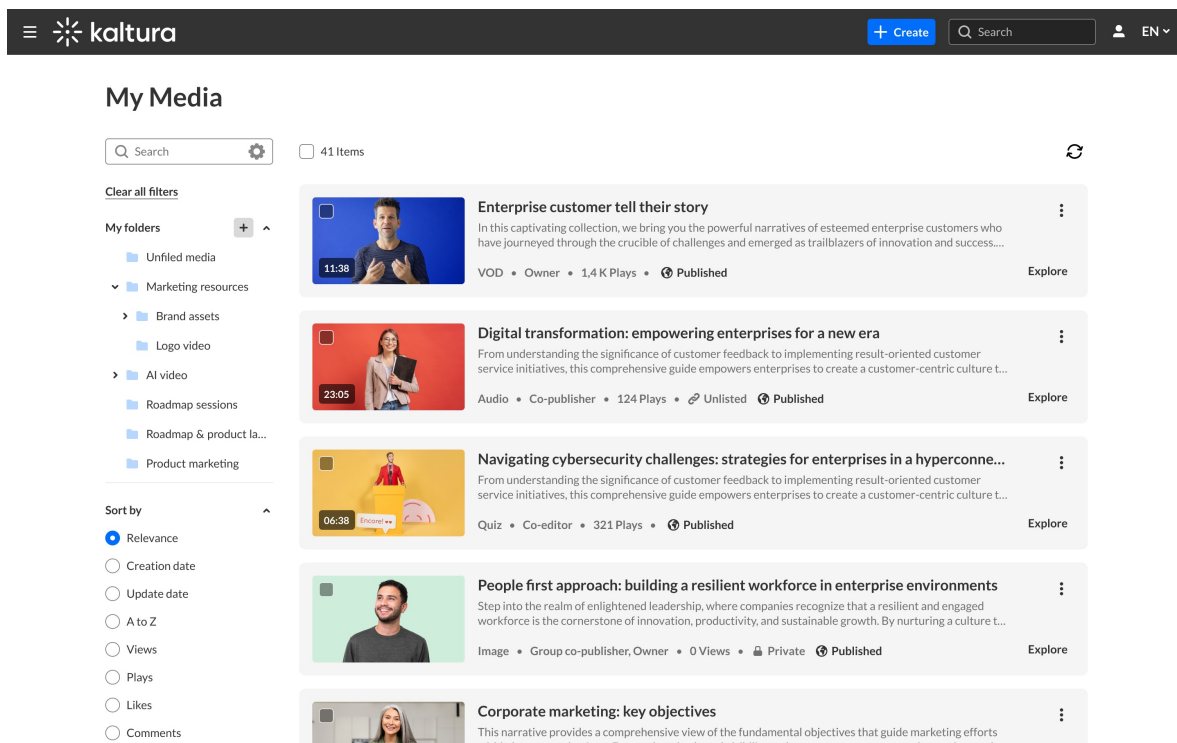 kaltura
+ Create
Search
EN
My Media
Search
41 Items
Clear all filters
My folders
+
Unfiled media
Marketing resources
Brand assets
Logo video
AI video
Roadmap sessions
Roadmap & product la...
Product marketing
Sort by
Relevance
Creation date
Update date
A to Z
Views
Plays
Likes
Comments
11:38
Enterprise customer tell their story
In this captivating collection, we bring you the powerful narratives of esteemed enterprise customers who
have journeyed through the crucible of challenges and emerged as trailblazers of innovation and success....
VOD • Owner • 1,4 K Plays • Published
Explore
23:05
Digital transformation: empowering enterprises for a new era
From understanding the significance of customer feedback to implementing result-oriented customer
service initiatives, this comprehensive guide empowers enterprises to create a customer-centric culture t...
Audio • Co-publisher • 124 Plays • Unlisted Published
Explore
06:38
Encore!
Navigating cybersecurity challenges: strategies for enterprises in a hyperconne...
From understanding the significance of customer feedback to implementing result-oriented customer
service initiatives, this comprehensive guide empowers enterprises to create a customer-centric culture t...
Quiz • Co-editor • 321 Plays • Published
Explore
People first approach: building a resilient workforce in enterprise environments
Step into the realm of enlightened leadership, where companies recognize that a resilient and engaged
workforce is the cornerstone of innovation, productivity, and sustainable growth. By nurturing a culture t...
Image • Group co-publisher, Owner • 0 Views • Private Published
Explore
Corporate marketing: key objectives
This narrative provides a comprehensive view of the fundamental objectives that guide marketing efforts